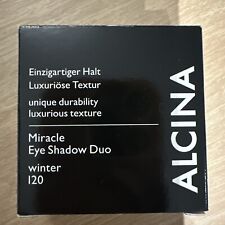 Einzigartiger Halt
Luxuriöse Textur
unique durability
luxurious texture
Miracle
Eye Shadow Duo
winter
120
ALCINA